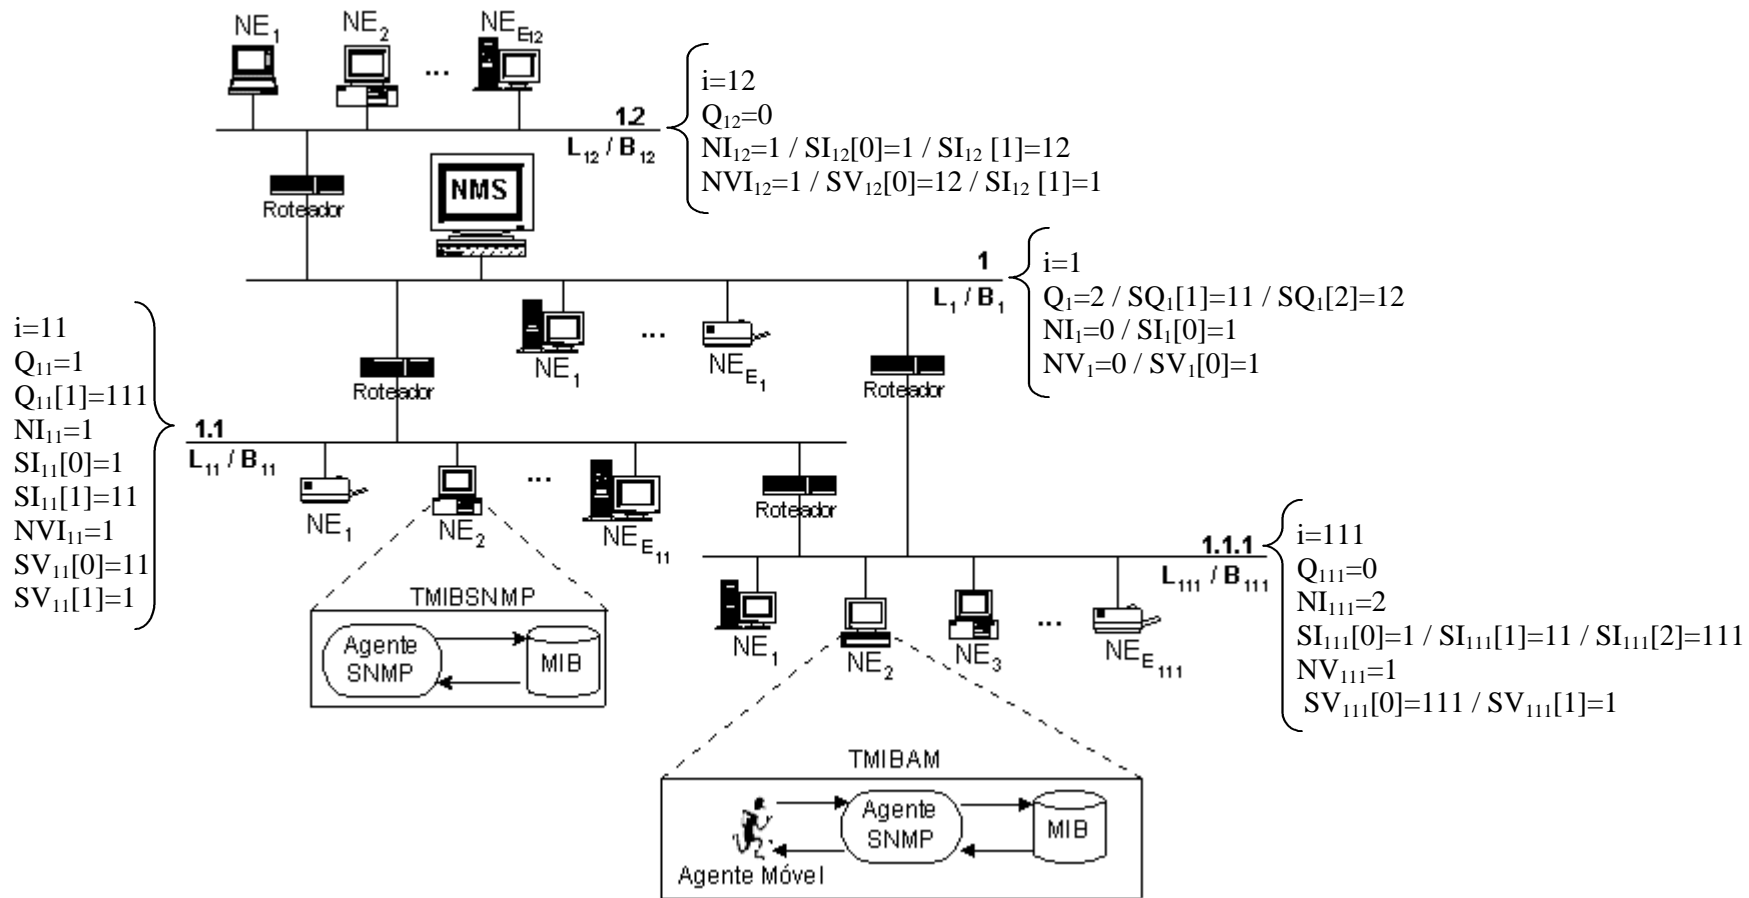 NE₁ NE₂ ... NE_E₁₂
1.2
L₁₂ / B₁₂
i=12
Q₁₂=0
NI₁₂=1 / SI₁₂[0]=1 / SI₁₂ [1]=12
NVI₁₂=1 / SV₁₂[0]=12 / SI₁₂ [1]=1
Roteador
NMS
1
L₁ / B₁
i=1
Q₁=2 / SQ₁[1]=11 / SQ₁[2]=12
NI₁=0 / SI₁[0]=1
NV₁=0 / SV₁[0]=1
Roteador
NE₁ ... NE_E₁
Roteador
i=11
Q₁₁=1
Q₁₁[1]=111
NI₁₁=1
SI₁₁[0]=1
SI₁₁[1]=11
NVI₁₁=1
SV₁₁[0]=11
SV₁₁[1]=1
1.1
L₁₁ / B₁₁
NE₁ NE₂ ... NE_E₁₁
Roteador
1.1.1
L₁₁₁ / B₁₁₁
i=111
Q₁₁₁=0
NI₁₁₁=2
SI₁₁₁[0]=1 / SI₁₁₁[1]=11 / SI₁₁₁[2]=111
NV₁₁₁=1
SV₁₁₁[0]=111 / SV₁₁₁[1]=1
NE₁ NE₂ NE₃ ... NE_E₁₁₁
TMIBSNMP
Agente
SNMP
MIB
TMIBAM
Agente Móvel
Agente
SNMP
MIB